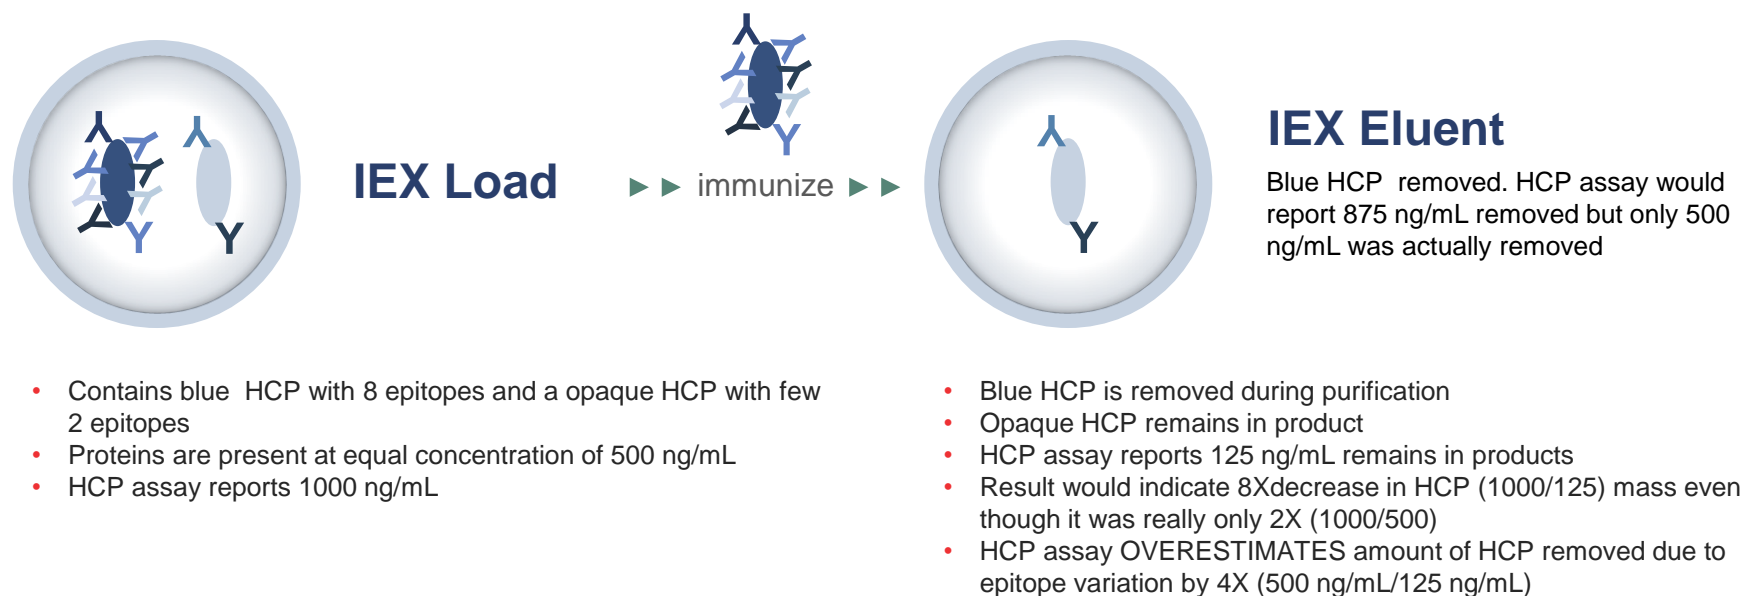 IEX Load
immunize
IEX Eluent
Blue HCP removed. HCP assay would
report 875 ng/mL removed but only 500
ng/mL was actually removed
• Contains blue HCP with 8 epitopes and a opaque HCP with few
2 epitopes
• Proteins are present at equal concentration of 500 ng/mL
• HCP assay reports 1000 ng/mL
• Blue HCP is removed during purification
• Opaque HCP remains in product
• HCP assay reports 125 ng/mL remains in products
• Result would indicate 8Xdecrease in HCP (1000/125) mass even
though it was really only 2X (1000/500)
• HCP assay OVERESTIMATES amount of HCP removed due to
epitope variation by 4X (500 ng/mL/125 ng/mL)